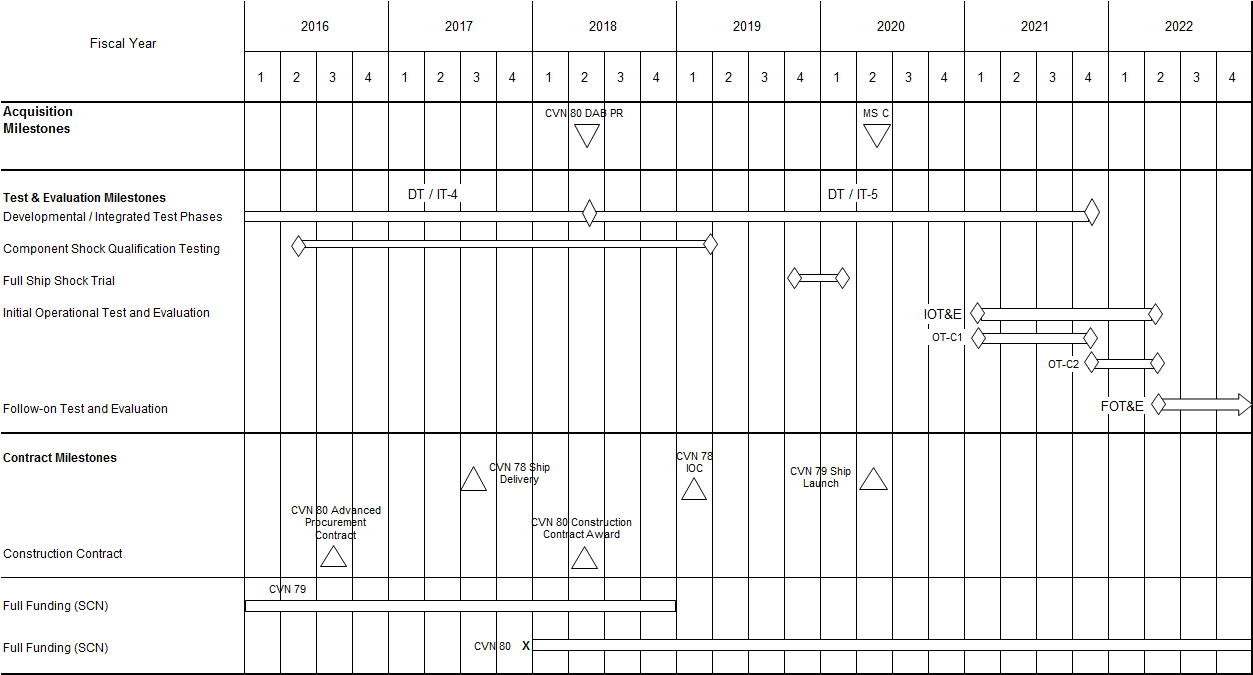 2016 2017 2018 2019 2020 2021 2022
Fiscal Year
1 2 3 4 1 2 3 4 1 2 3 4 1 2 3 4 1 2 3 4 1 2 3 4 1 2 3 4
Acquisition
Milestones
CVN 80 DAB PR MS C
Test & Evaluation Milestones
DT / IT-4 DT / IT-5
Developmental / Integrated Test Phases
Component Shock Qualification Testing
Full Ship Shock Trial
Initial Operational Test and Evaluation
IOT&E
OT-C1
OT-C2
Follow-on Test and Evaluation
FOT&E
Contract Milestones
CVN 78 Ship
Delivery
CVN 78
IOC
CVN 79 Ship
Launch
CVN 80 Advanced
Procurement
Contract
CVN 80 Construction
Contract Award
Construction Contract
CVN 79
Full Funding (SCN)
Full Funding (SCN)
CVN 80 X